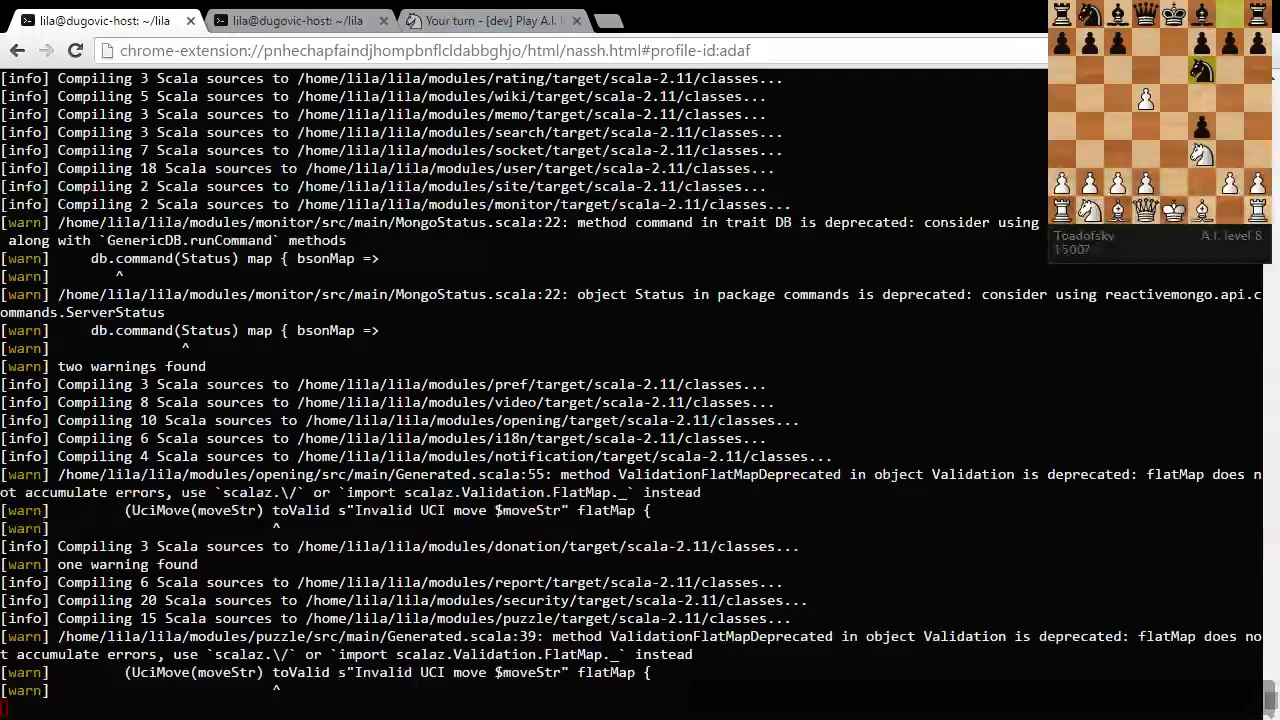 lila@dugovic-host: ~/lila
lila@dugovic-host: ~/lila
Your turn - [dev] Play A.I. l
chrome-extension://pnhechapfaindjhompbnflcldabbghjo/html/nassh.html#profile-id:adaf
[info] Compiling 3 Scala sources to /home/lila/lila/modules/rating/target/scala-2.11/classes...
[info] Compiling 5 Scala sources to /home/lila/lila/modules/wiki/target/scala-2.11/classes...
[info] Compiling 3 Scala sources to /home/lila/lila/modules/memo/target/scala-2.11/classes...
[info] Compiling 3 Scala sources to /home/lila/lila/modules/search/target/scala-2.11/classes...
[info] Compiling 7 Scala sources to /home/lila/lila/modules/socket/target/scala-2.11/classes...
[info] Compiling 18 Scala sources to /home/lila/lila/modules/user/target/scala-2.11/classes...
[info] Compiling 2 Scala sources to /home/lila/lila/modules/site/target/scala-2.11/classes...
[info] Compiling 2 Scala sources to /home/lila/lila/modules/monitor/target/scala-2.11/classes...
[warn] /home/lila/lila/modules/monitor/src/main/MongoStatus.scala:22: method command in trait DB is deprecated: consider using
along with `GenericDB.runCommand` methods
[warn]     db.command(Status) map { bsonMap =>
[warn]        ^
[warn] /home/lila/lila/modules/monitor/src/main/MongoStatus.scala:22: object Status in package commands is deprecated: consider using reactivemongo.api.c
ommands.ServerStatus
[warn]     db.command(Status) map { bsonMap =>
[warn]                ^
[warn] two warnings found
[info] Compiling 3 Scala sources to /home/lila/lila/modules/pref/target/scala-2.11/classes...
[info] Compiling 8 Scala sources to /home/lila/lila/modules/video/target/scala-2.11/classes...
[info] Compiling 10 Scala sources to /home/lila/lila/modules/opening/target/scala-2.11/classes...
[info] Compiling 6 Scala sources to /home/lila/lila/modules/i18n/target/scala-2.11/classes...
[info] Compiling 4 Scala sources to /home/lila/lila/modules/notification/target/scala-2.11/classes...
[warn] /home/lila/lila/modules/opening/src/main/Generated.scala:55: method ValidationFlatMapDeprecated in object Validation is deprecated: flatMap does n
ot accumulate errors, use `scalaz.\/` or `import scalaz.Validation.FlatMap._` instead
[warn]         (UciMove(moveStr) toValid s"Invalid UCI move $moveStr" flatMap {
[warn]                           ^
[info] Compiling 3 Scala sources to /home/lila/lila/modules/donation/target/scala-2.11/classes...
[warn] one warning found
[info] Compiling 6 Scala sources to /home/lila/lila/modules/report/target/scala-2.11/classes...
[info] Compiling 20 Scala sources to /home/lila/lila/modules/security/target/scala-2.11/classes...
[info] Compiling 15 Scala sources to /home/lila/lila/modules/puzzle/target/scala-2.11/classes...
[warn] /home/lila/lila/modules/puzzle/src/main/Generated.scala:39: method ValidationFlatMapDeprecated in object Validation is deprecated: flatMap does no
t accumulate errors, use `scalaz.\/` or `import scalaz.Validation.FlatMap._` instead
[warn]         (UciMove(moveStr) toValid s"Invalid UCI move $moveStr" flatMap {
[warn]                           ^
Toadofsky A.I. level 8
1500?